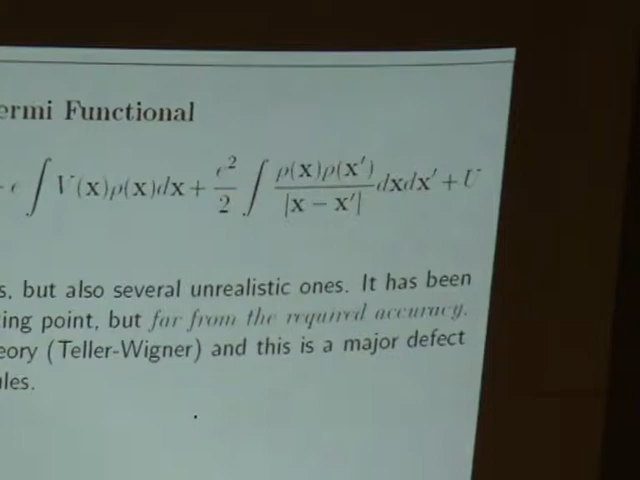 ermi Functional
- e ∫ V(x)ρ(x)dx + e²/2 ∫ ρ(x)ρ(x′)/|x − x′| dxdx′ + U
s, but also several unrealistic ones. It has been
ing point, but far from the required accuracy.
eory (Teller-Wigner) and this is a major defect
ules.